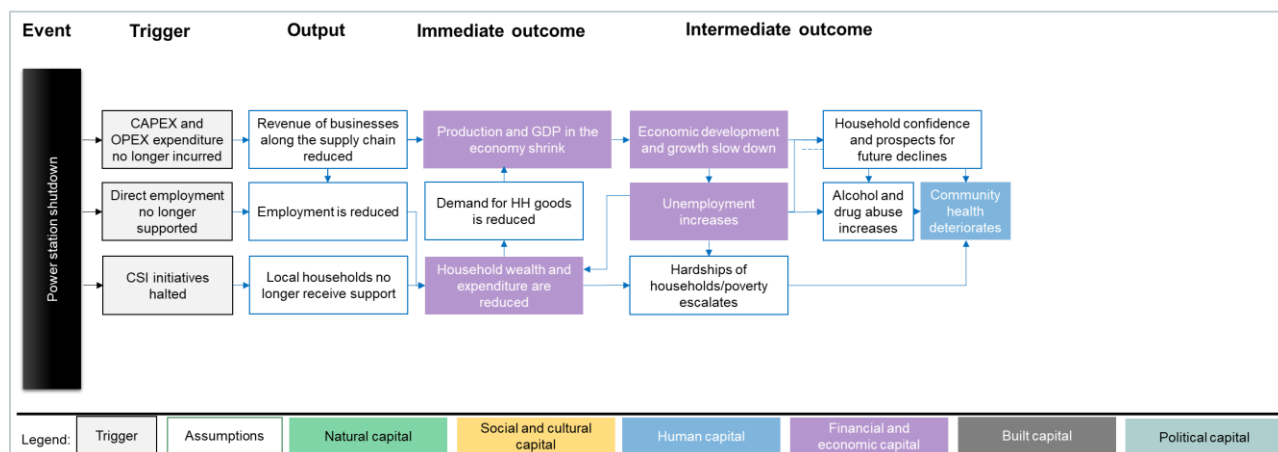 Event
Trigger
Output
Immediate outcome
Intermediate outcome
Power station shutdown
CAPEX and
OPEX expenditure
no longer incurred
Revenue of businesses
along the supply chain
reduced
Production and GDP in the
economy shrink
Economic development
and growth slow down
Household confidence
and prospects for
future declines
Direct employment
no longer
supported
Employment is reduced
Demand for HH goods
is reduced
Unemployment
increases
Alcohol and
drug abuse
increases
Community
health
deteriorates
CSI initiatives
halted
Local households no
longer receive support
Household wealth and
expenditure are
reduced
Hardships of
households/poverty
escalates
Legend:
Trigger
Assumptions
Natural capital
Social and cultural
capital
Human capital
Financial and
economic capital
Built capital
Political capital